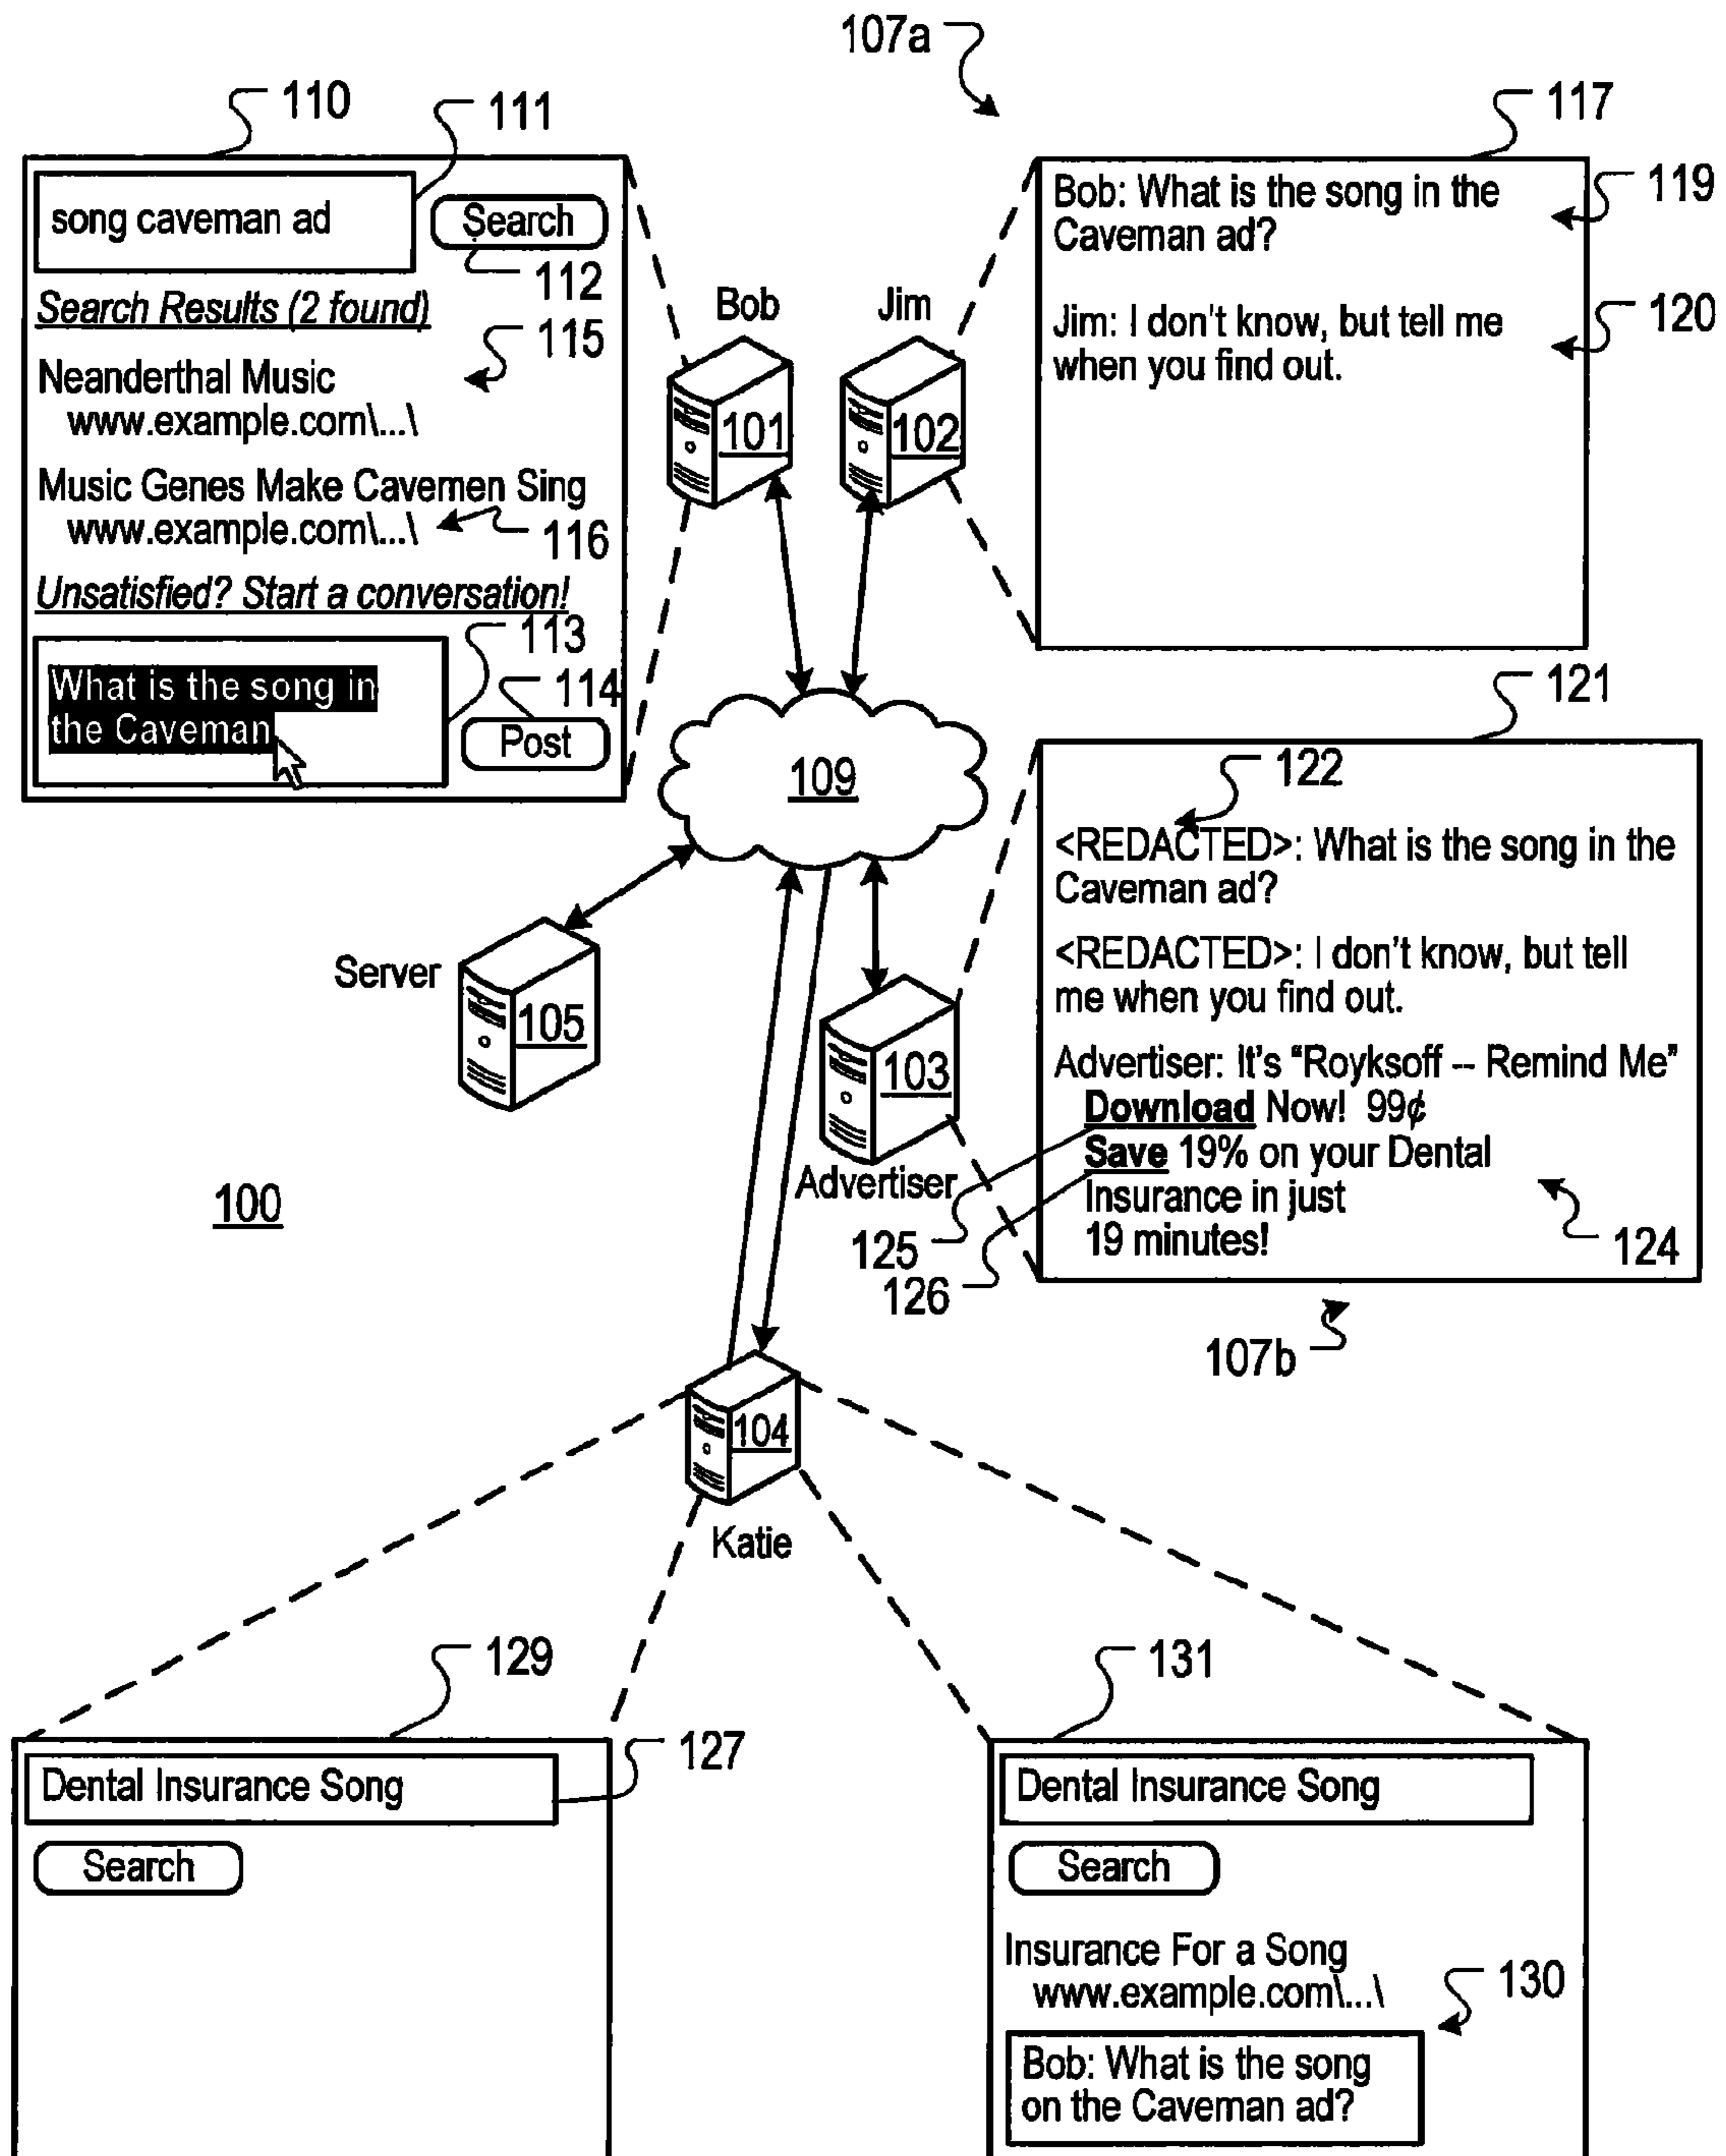 107a
110
111
117
song caveman ad
Search
112
Search Results (2 found)
115
Neanderthal Music
www.example.com\...\
Music Genes Make Cavemen Sing
www.example.com\...\
116
Unsatisfied? Start a conversation!
113
What is the song in
the Caveman
114
Post
Bob
Jim
101
102
Bob: What is the song in the
Caveman ad?
119
Jim: I don't know, but tell me
when you find out.
120
109
121
122
<REDACTED>: What is the song in the
Caveman ad?
<REDACTED>: I don't know, but tell
me when you find out.
Advertiser: It's "Royksoff -- Remind Me"
Download Now! 99¢
Save 19% on your Dental
Insurance in just
19 minutes!
124
Server
105
103
Advertiser
125
126
107b
100
104
Katie
129
127
Dental Insurance Song
Search
131
Dental Insurance Song
Search
Insurance For a Song
www.example.com\...\
130
Bob: What is the song
on the Caveman ad?